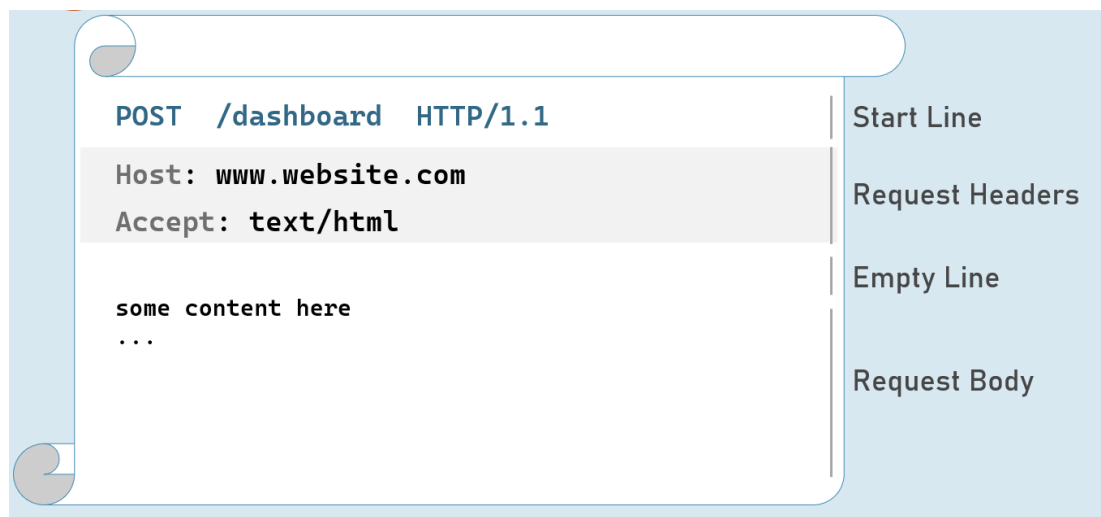 POST /dashboard HTTP/1.1
Start Line
Host: www.website.com
Accept: text/html
Request Headers
Empty Line
some content here
...
Request Body